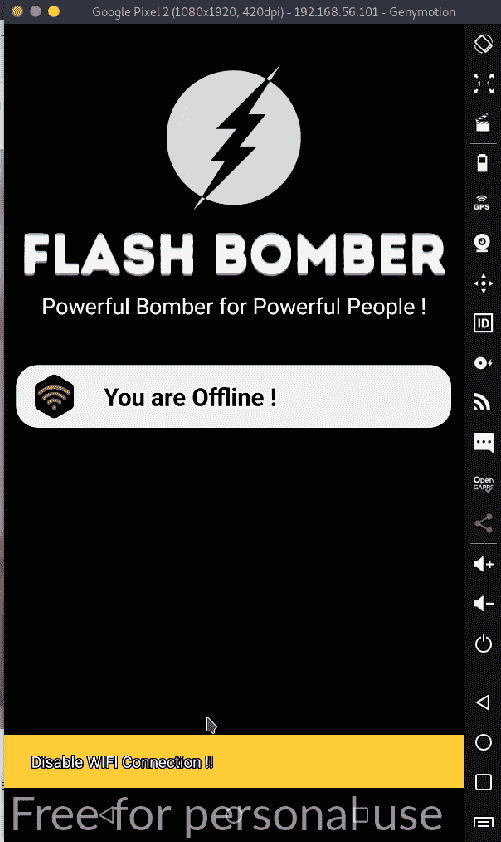 Google Pixel 2 (1080x1920, 420dpi) - 192.168.56.101 - Genymotion
GPS
FLASH BOMBER
Powerful Bomber for Powerful People !
ID
You are Offline !
Open
GAPPS
Disable WIFI Connection !!
Free for personal use